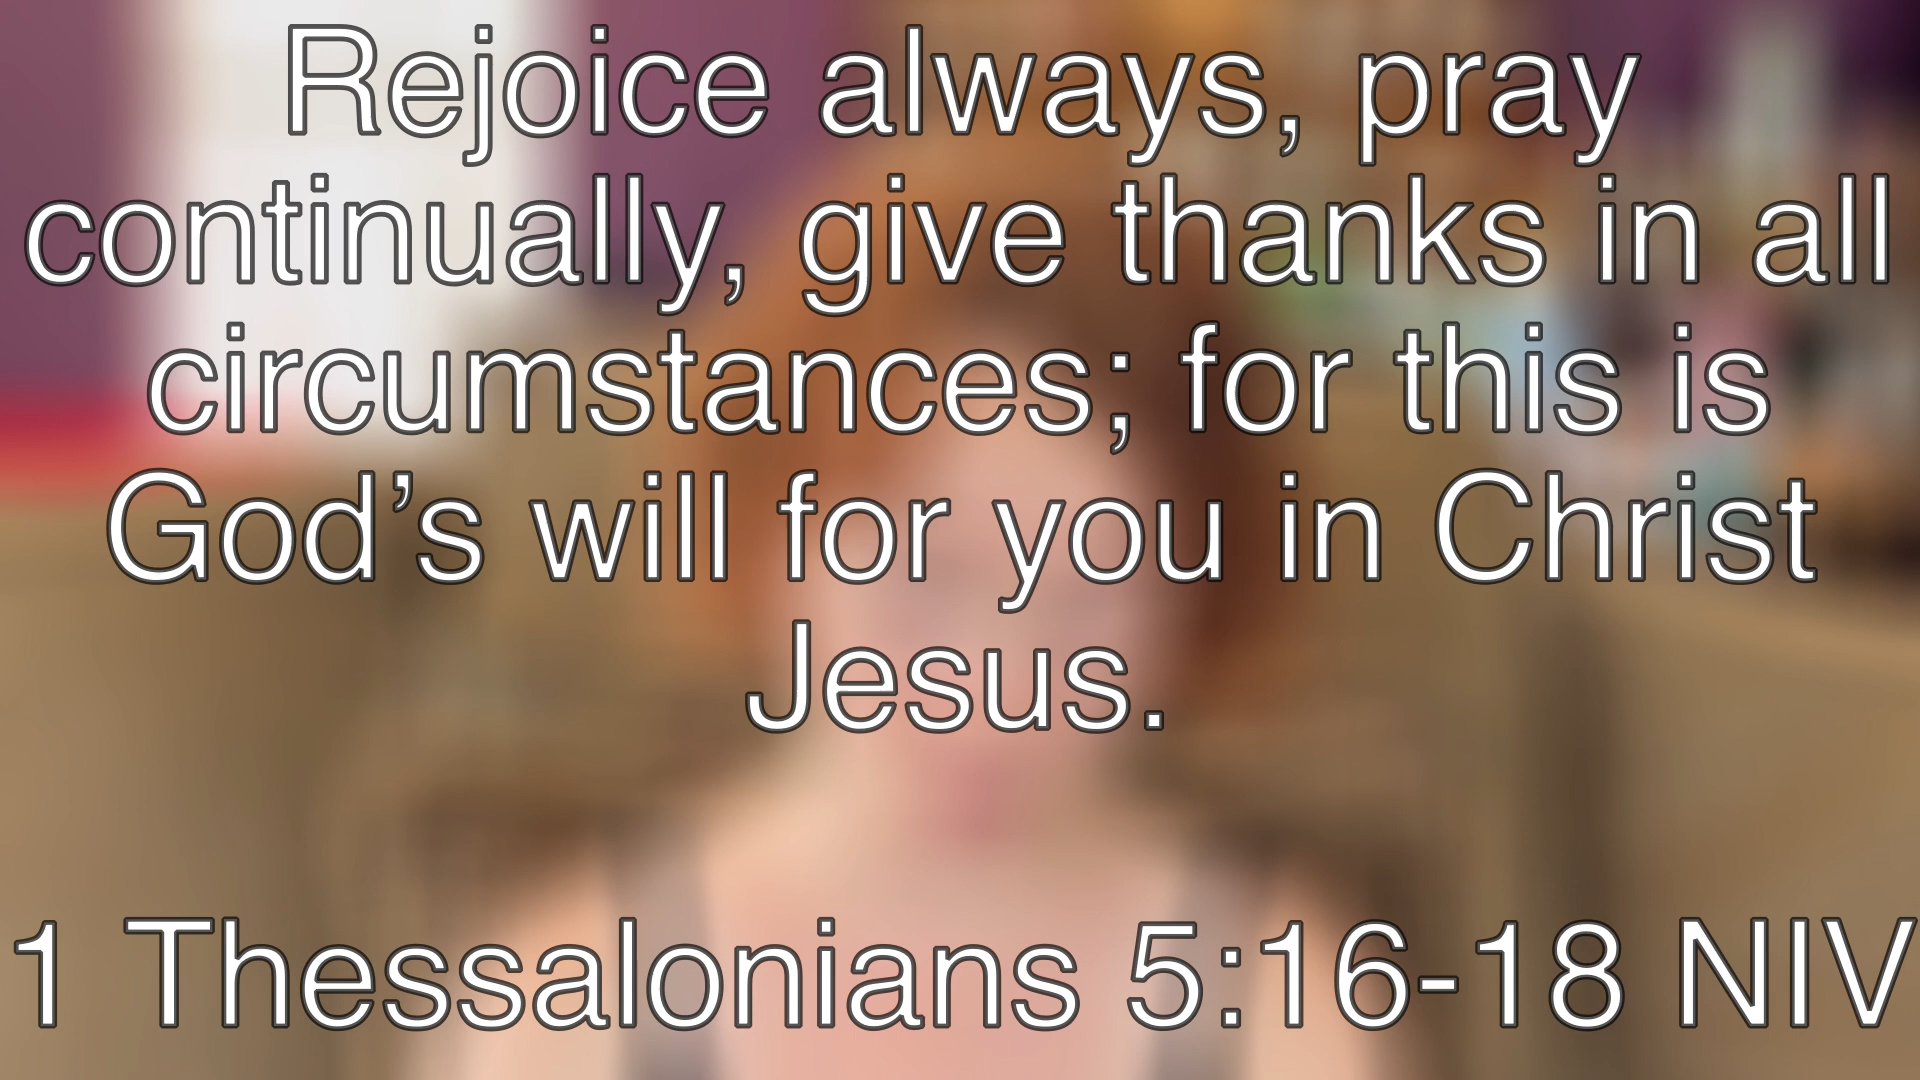 Rejoice always, pray
continually, give thanks in all
circumstances; for this is
God’s will for you in Christ
Jesus.
1 Thessalonians 5:16-18 NIV